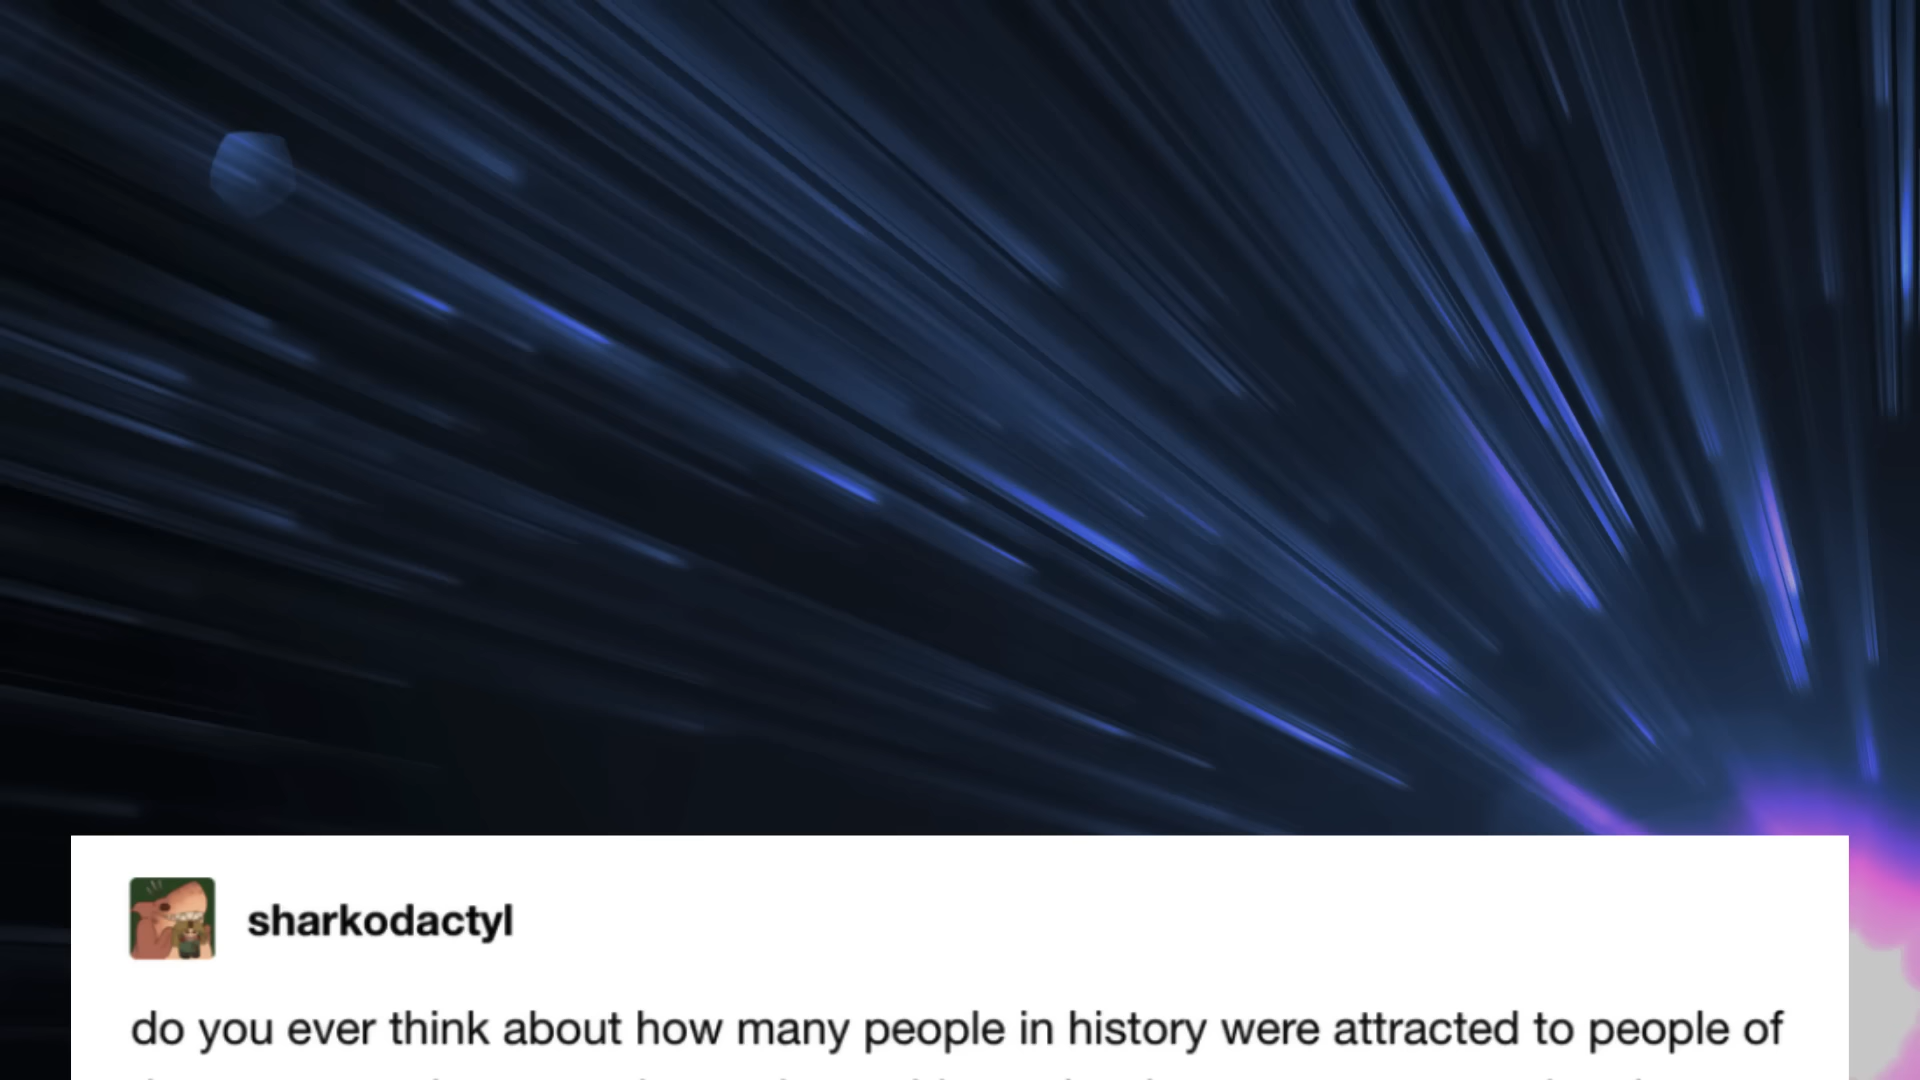 sharkodactyl
do you ever think about how many people in history were attracted to people of